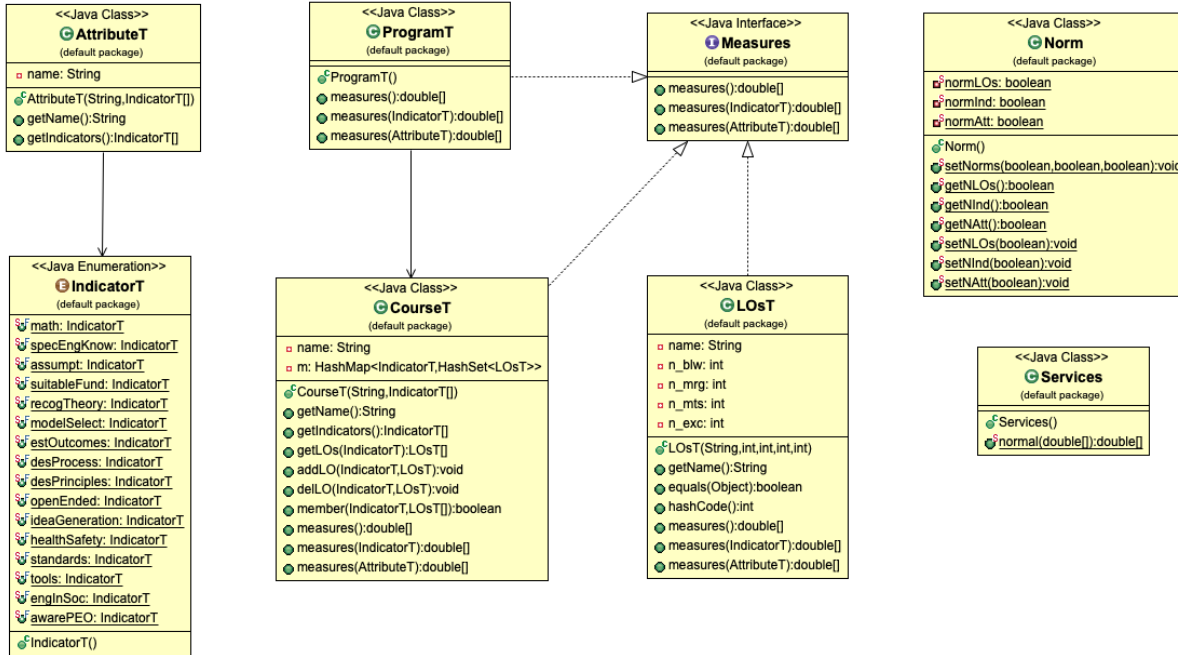 <<Java Class>>
AttributeT
(default package)
name: String
AttributeT(String,IndicatorT[])
getName():String
getIndicators():IndicatorT[]
<<Java Class>>
ProgramT
(default package)
ProgramT()
measures():double[]
measures(IndicatorT):double[]
measures(AttributeT):double[]
<<Java Interface>>
Measures
(default package)
measures():double[]
measures(IndicatorT):double[]
measures(AttributeT):double[]
<<Java Class>>
Norm
(default package)
normLOs: boolean
normInd: boolean
normAtt: boolean
Norm()
setNorms(boolean,boolean,boolean):void
getNLOs():boolean
getNInd():boolean
getNAtt():boolean
setNLOs(boolean):void
setNInd(boolean):void
setNAtt(boolean):void
<<Java Enumeration>>
IndicatorT
(default package)
math: IndicatorT
specEngKnow: IndicatorT
assumpt: IndicatorT
suitableFund: IndicatorT
recogTheory: IndicatorT
modelSelect: IndicatorT
estOutcomes: IndicatorT
desProcess: IndicatorT
desPrinciples: IndicatorT
openEnded: IndicatorT
ideaGeneration: IndicatorT
healthSafety: IndicatorT
standards: IndicatorT
tools: IndicatorT
engInSoc: IndicatorT
awarePEO: IndicatorT
IndicatorT()
<<Java Class>>
CourseT
(default package)
name: String
m: HashMap<IndicatorT,HashSet<LOsT>>
CourseT(String,IndicatorT[])
getName():String
getIndicators():IndicatorT[]
getLOs(IndicatorT):LOsT[]
addLO(IndicatorT,LOsT):void
delLO(IndicatorT,LOsT):void
member(IndicatorT,LOsT[]):boolean
measures():double[]
measures(IndicatorT):double[]
measures(AttributeT):double[]
<<Java Class>>
LOsT
(default package)
name: String
n_blw: int
n_mrg: int
n_mts: int
n_exc: int
LOsT(String,int,int,int,int)
getName():String
equals(Object):boolean
hashCode():int
measures():double[]
measures(IndicatorT):double[]
measures(AttributeT):double[]
<<Java Class>>
Services
(default package)
Services()
normal(double[]):double[]